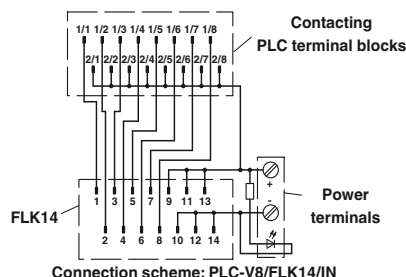 Contacting
PLC terminal blocks
1/1 1/2 1/3 1/4 1/5 1/6 1/7 1/8
2/1 2/2 2/3 2/4 2/5 2/6 2/7 2/8
FLK14
1 3 5 7 9 11 13
2 4 6 8 10 12 14
+
-
Power
terminals
Connection scheme: PLC-V8/FLK14/IN